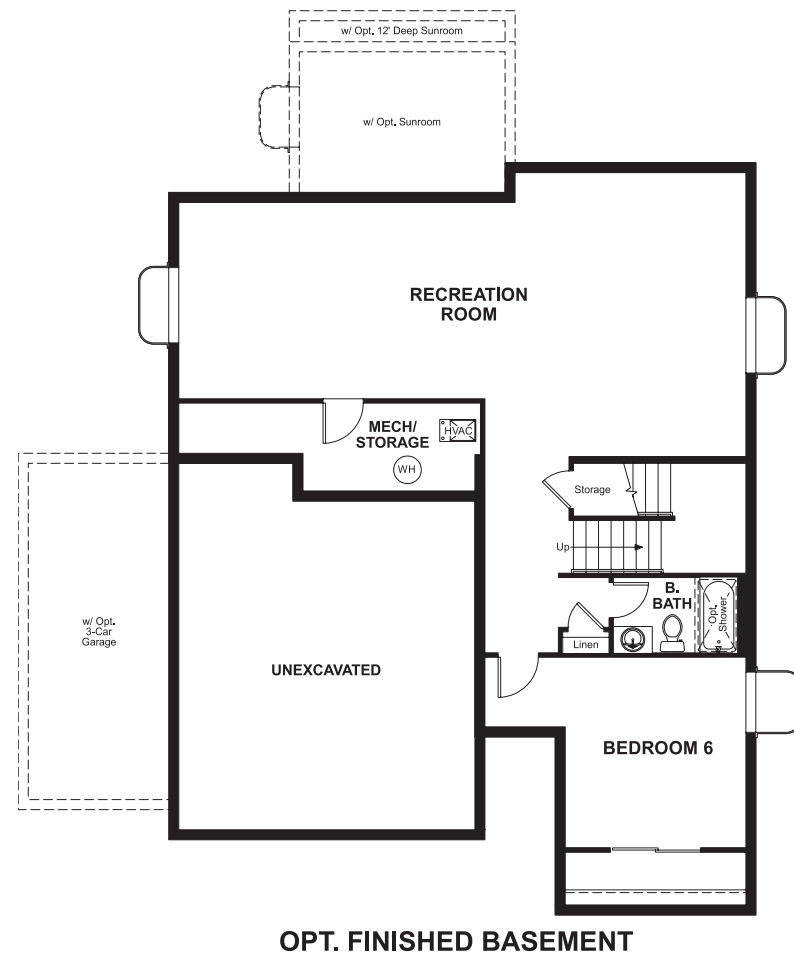 w/ Opt. 12' Deep Sunroom
w/ Opt. Sunroom
RECREATION
ROOM
MECH/
STORAGE
HVAC
WH
Storage
Up
B.
BATH
Opt.
Shower
Linen
w/ Opt.
3-Car
Garage
UNEXCAVATED
BEDROOM 6
OPT. FINISHED BASEMENT